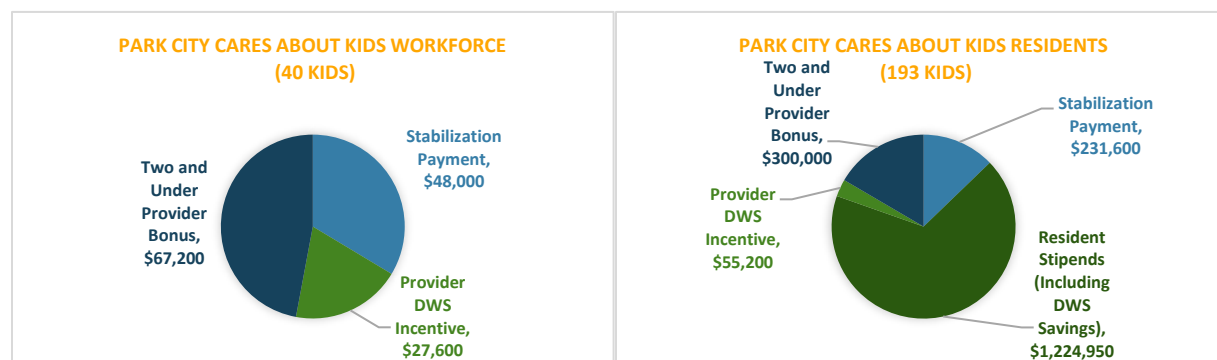 PARK CITY CARES ABOUT KIDS WORKFORCE
(40 KIDS)
Stabilization
Payment,
$48,000
Two and
Under
Provider
Bonus,
$67,200
Provider
DWS
Incentive,
$27,600
PARK CITY CARES ABOUT KIDS RESIDENTS
(193 KIDS)
Two and
Under
Provider
Bonus,
$300,000
Stabilization
Payment,
$231,600
Provider
DWS
Incentive,
$55,200
Resident
Stipends
(Including
DWS
Savings),
$1,224,950